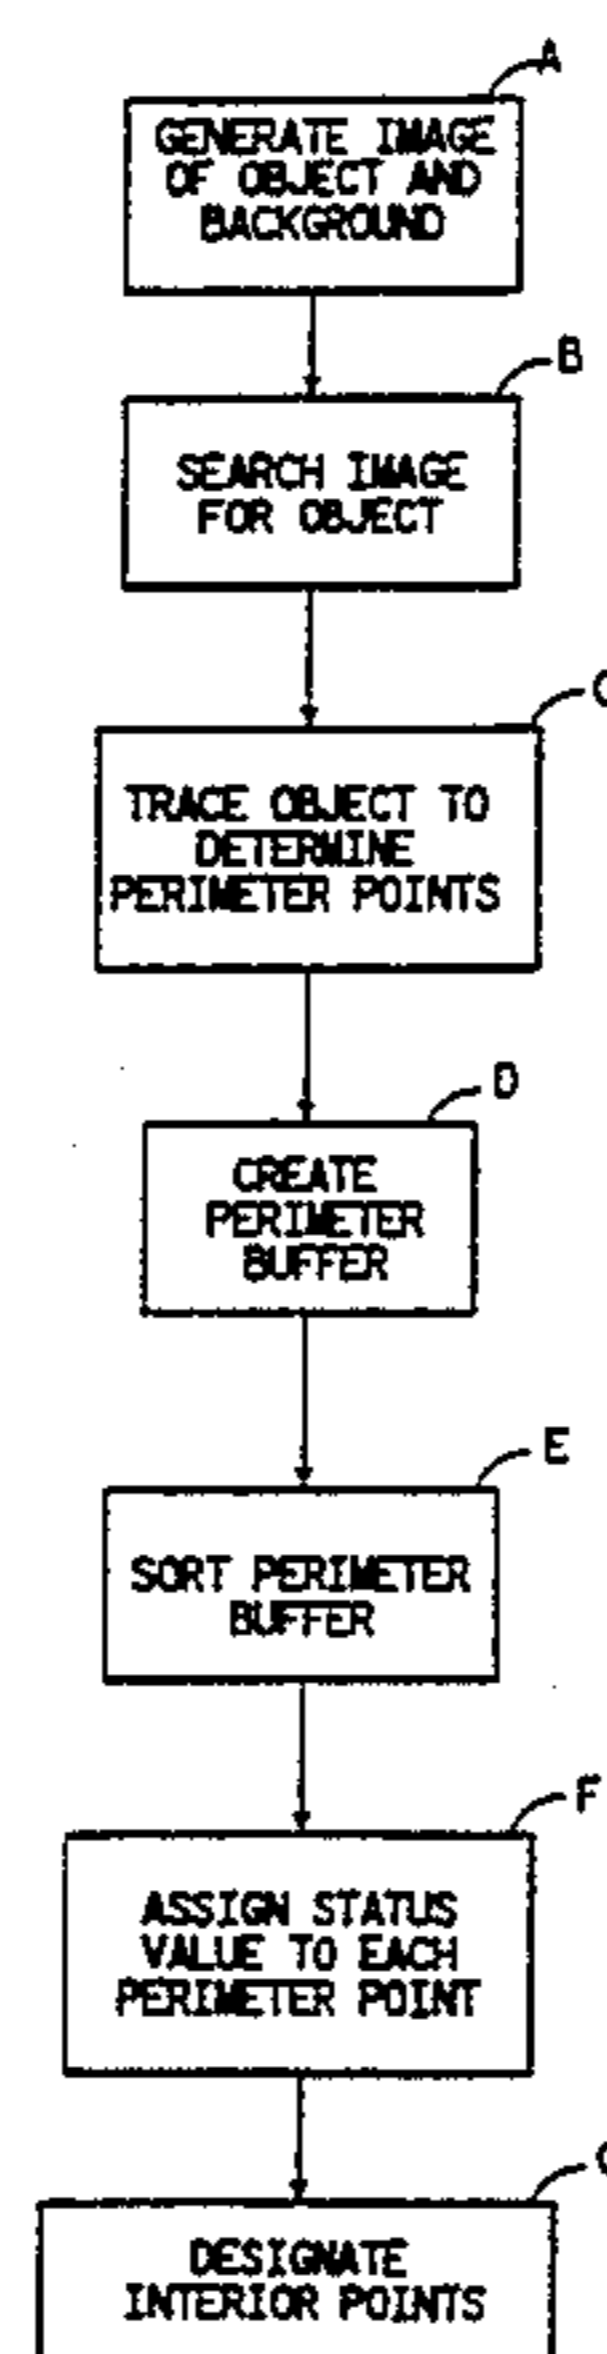 A
GENERATE IMAGE
OF OBJECT AND
BACKGROUND
B
SEARCH IMAGE
FOR OBJECT
TRACE OBJECT TO
DETERMINE
PERIMETER POINTS
D
CREATE
PERIMETER
BUFFER
E
SORT PERIMETER
BUFFER
F
ASSIGN STATUS
VALUE TO EACH
PERIMETER POINT
DESIGNATE
INTERIOR POINTS